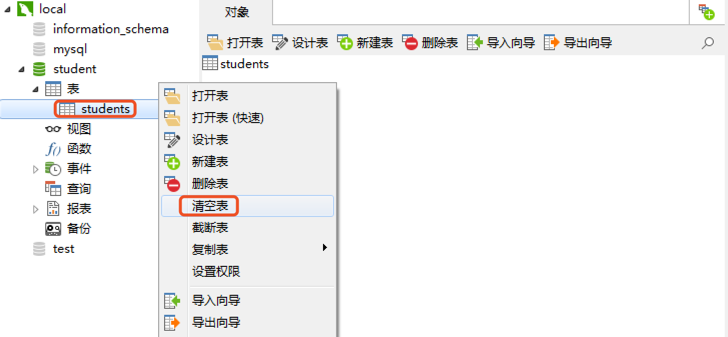 local
information_schema
mysql
student
表
students
视图
函数
事件
查询
报表
备份
test
对象
打开表 设计表 新建表 删除表 导入向导 导出向导
students
打开表
打开表 (快速)
设计表
新建表
删除表
清空表
截断表
复制表
设置权限
导入向导
导出向导